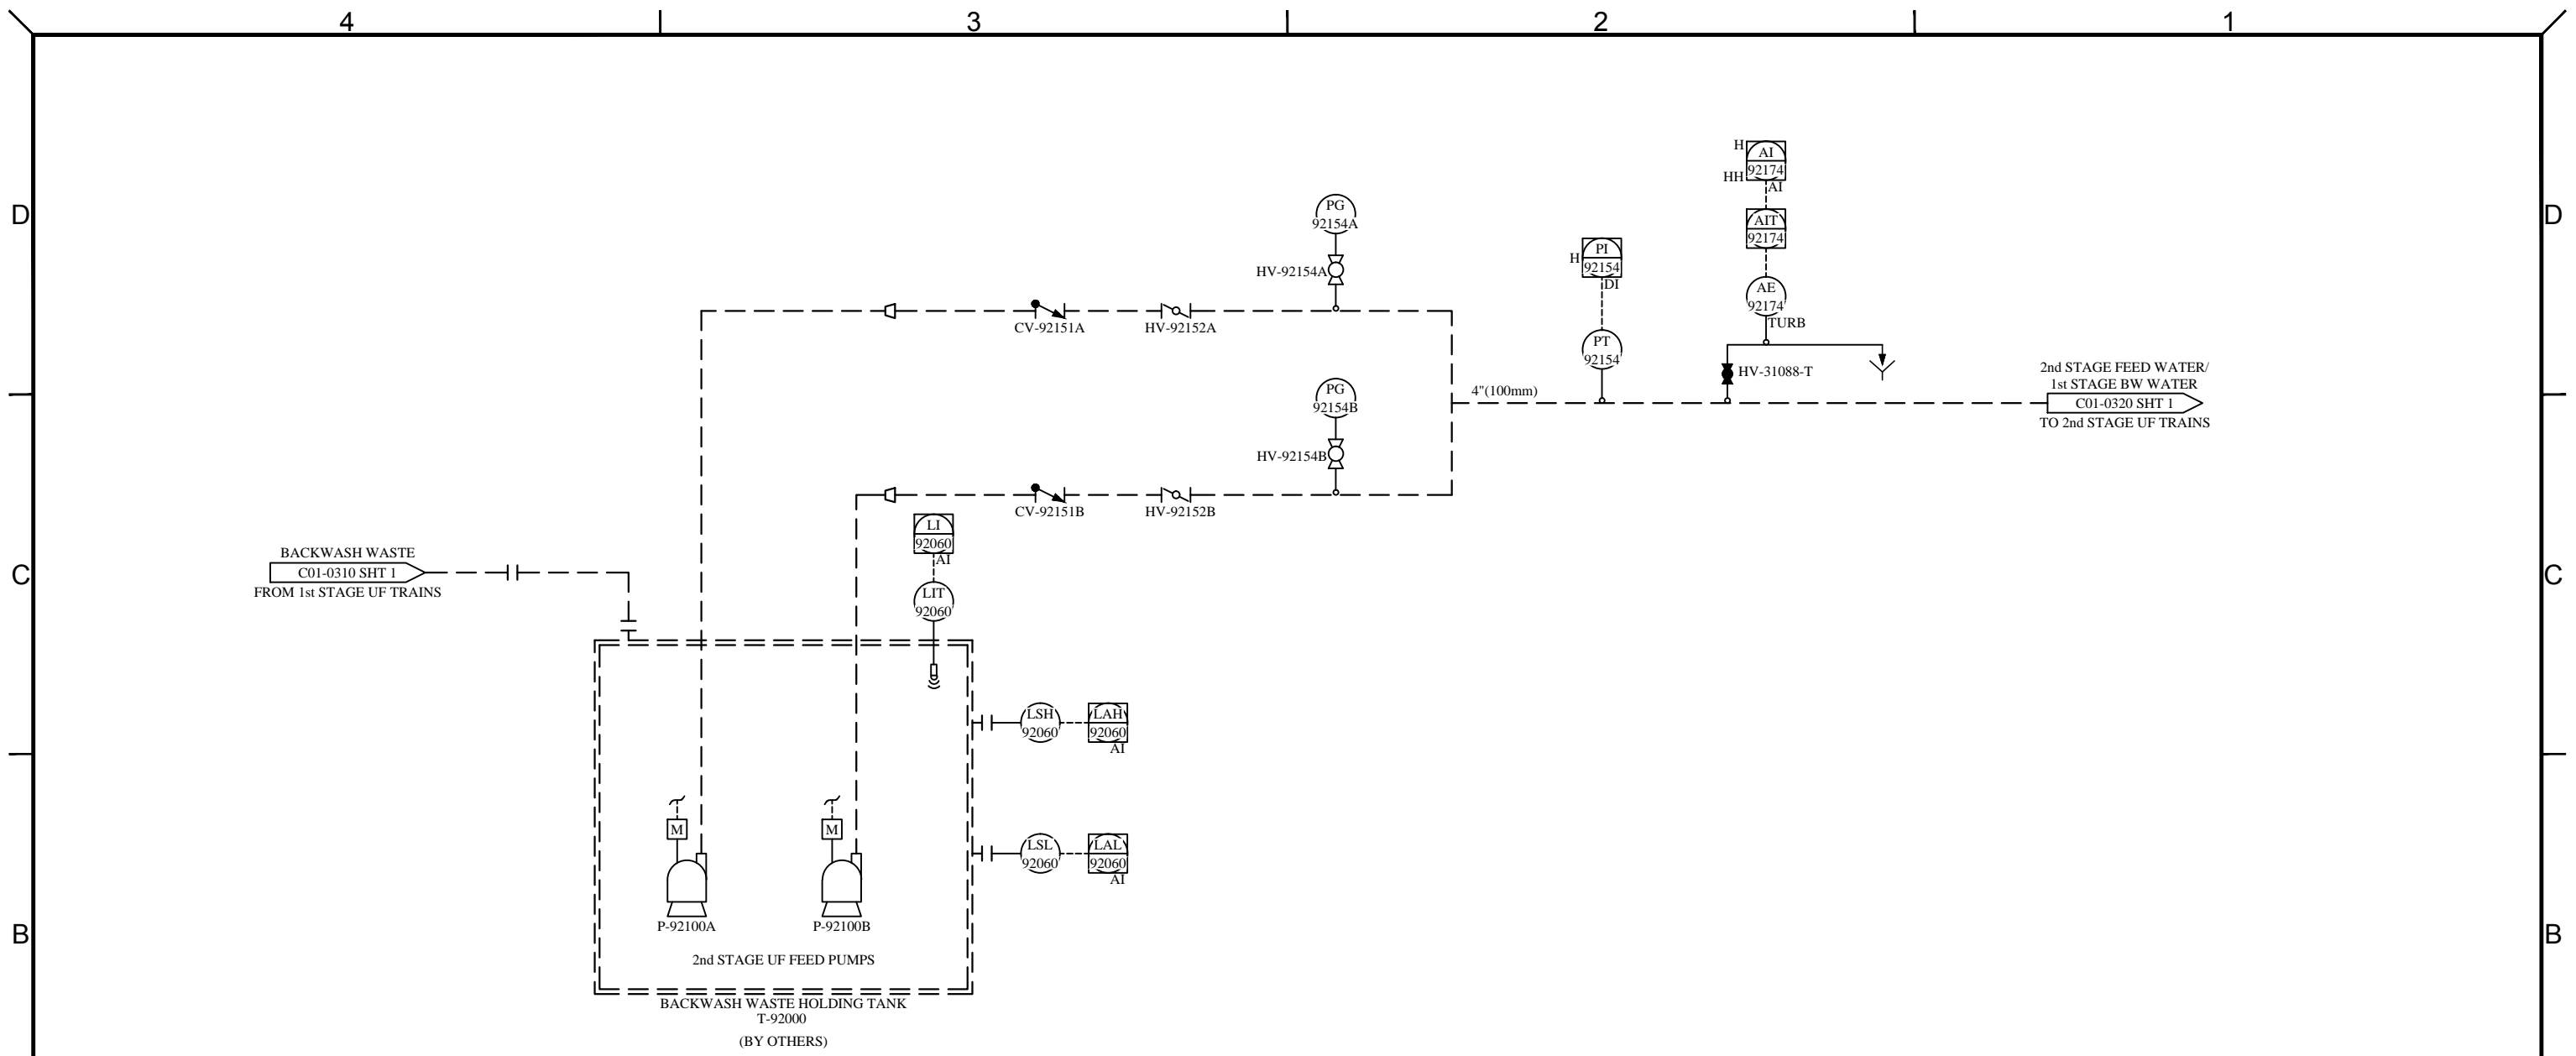 4
3
2
1
D
D
C
C
B
B
H
AI
92174
HH
AI
AIT
92174
AE
92174
TURB
PG
92154A
HV-92154A
H
PI
92154
DI
PT
92154
CV-92151A
HV-92152A
HV-31088-T
PG
92154B
HV-92154B
4"(100mm)
2nd STAGE FEED WATER/
1st STAGE BW WATER
C01-0320 SHT 1
TO 2nd STAGE UF TRAINS
CV-92151B
HV-92152B
LI
92060
AI
LIT
92060
BACKWASH WASTE
C01-0310 SHT 1
FROM 1st STAGE UF TRAINS
LSH
92060
LAH
92060
AI
LSL
92060
LAL
92060
AI
M
M
P-92100A
P-92100B
2nd STAGE UF FEED PUMPS
BACKWASH WASTE HOLDING TANK
T-92000
(BY OTHERS)